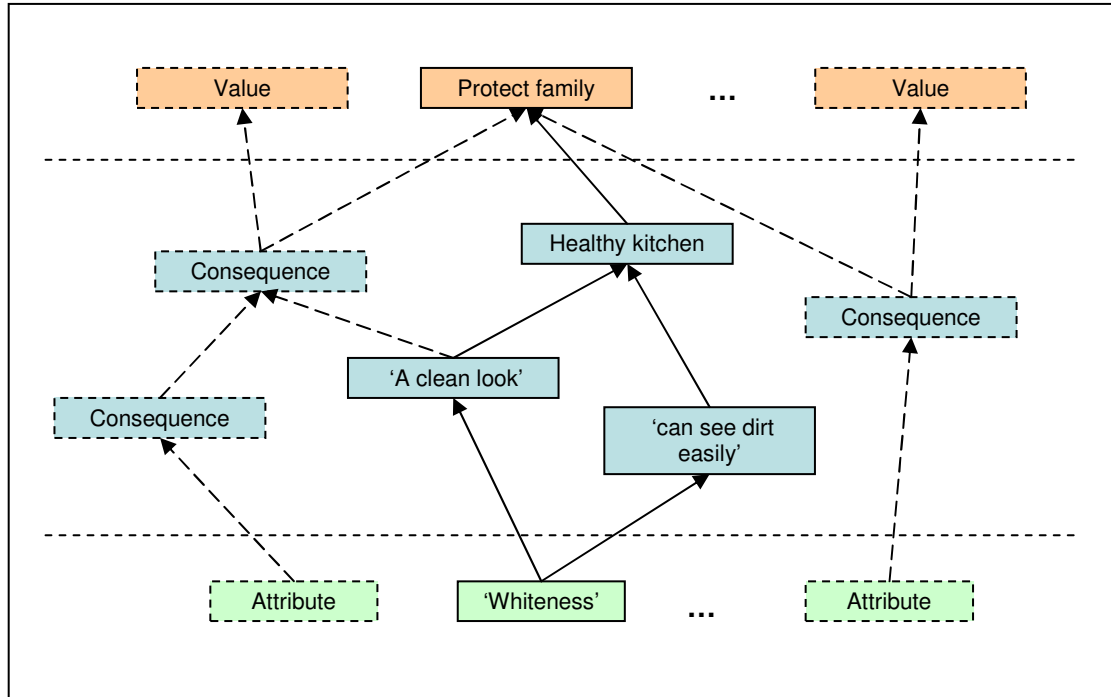 Value
Protect family
...
Value
Healthy kitchen
Consequence
Consequence
‘A clean look’
Consequence
‘can see dirt
easily’
Attribute
‘Whiteness’
...
Attribute